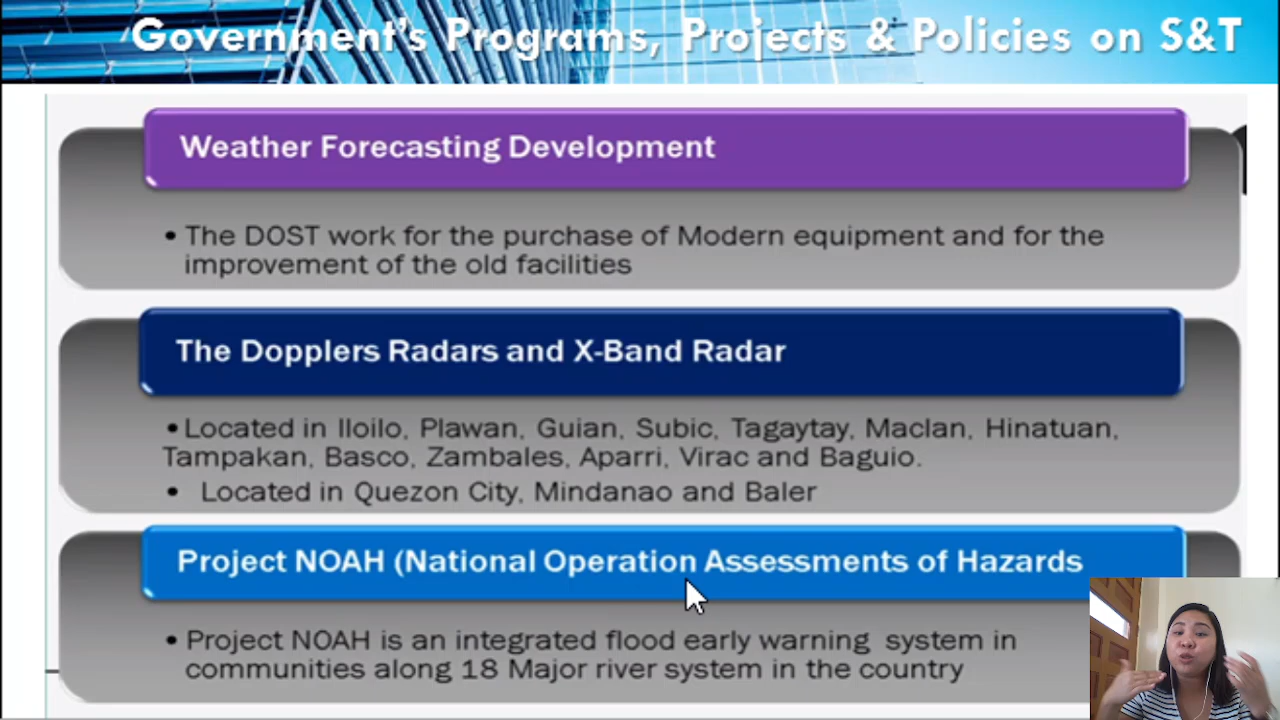 Government's Programs, Projects & Policies on S&T
Weather Forecasting Development
• The DOST work for the purchase of Modern equipment and for the
improvement of the old facilities
The Dopplers Radars and X-Band Radar
•Located in Iloilo, Plawan, Guian, Subic, Tagaytay, Maclan, Hinatuan,
Tampakan, Basco, Zambales, Aparri, Virac and Baguio.
• Located in Quezon City, Mindanao and Baler
Project NOAH (National Operation Assessments of Hazards
• Project NOAH is an integrated flood early warning system in
communities along 18 Major river system in the country